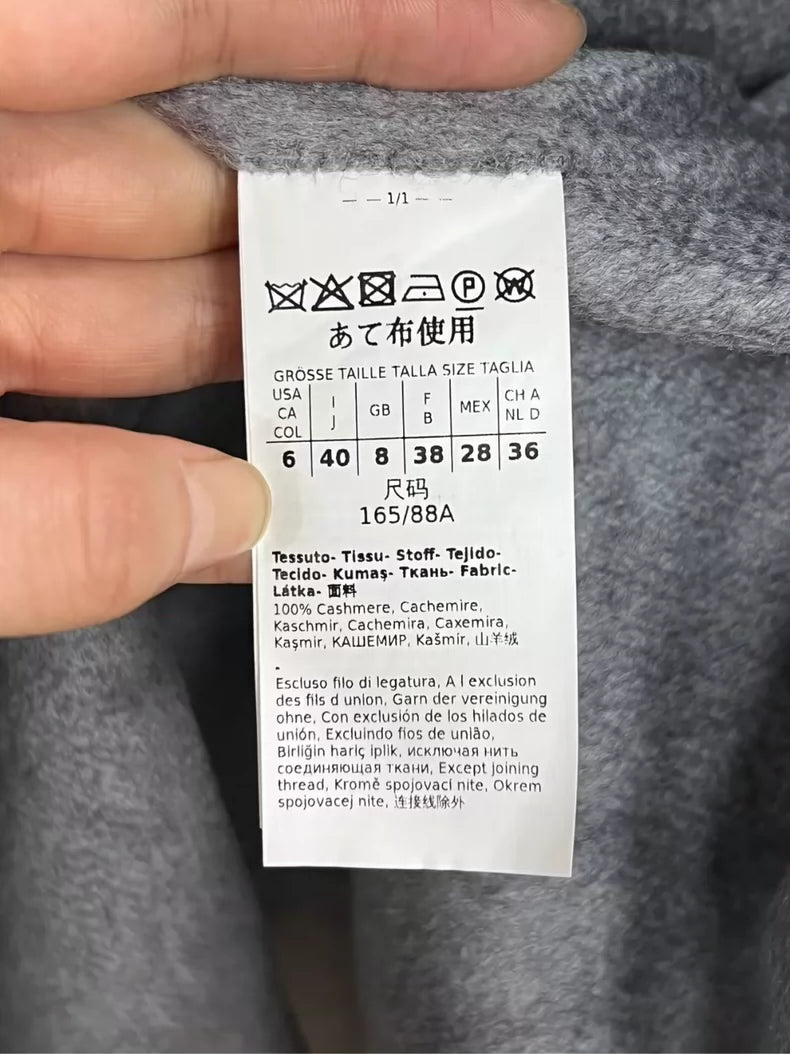 1/1
P W
あて布使用
GRÖSSE TAILLE TALLA SIZE TAGLIA
USA CA COL | I J | GB | F B | MEX | CH A NL D
6 | 40 | 8 | 38 | 28 | 36
尺码
165/88A
Tessuto- Tissu- Stoff- Tejido-
Tecido- Kumaş- Ткань- Fabric-
Látka- 面料
100% Cashmere, Cachemire,
Kaschmir, Cachemira, Caxemira,
Kaşmir, КАШЕМИР, Kašmír, 山羊绒
-
Escluso filo di legatura, A l exclusion
des fils d union, Garn der vereinigung
ohne, Con exclusión de los hilados de
unión, Excluindo fios de união,
Birliğin hariç iplik, исключая нить
соединяющая ткани, Except joining
thread, Kromě spojovací nite, Okrem
spojovacej nite, 连接线除外